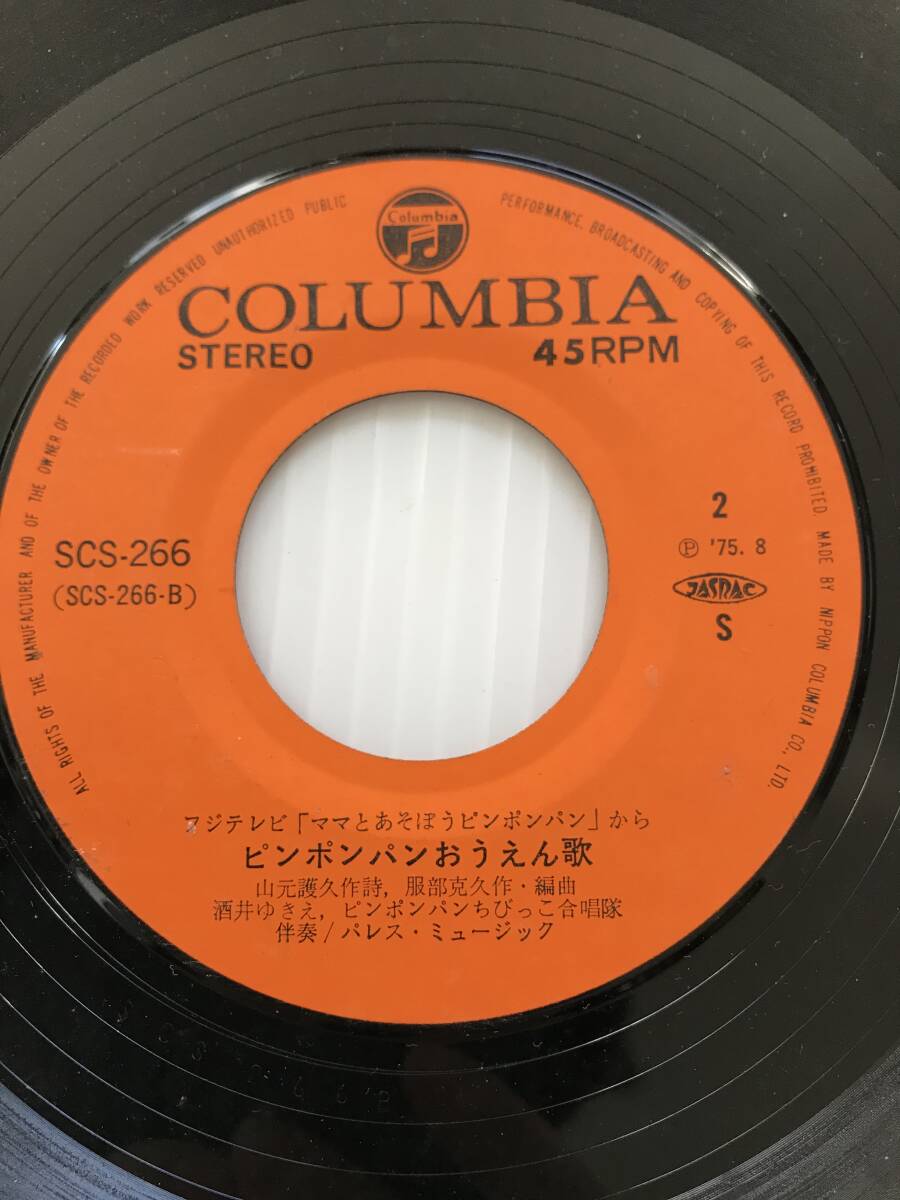 ALL RIGHTS OF THE MANUFACTURER AND OF THE OWNER OF THE RECORDED WORK RESERVED UNAUTHORIZED PUBLIC PERFORMANCE, BROADCASTING AND COPYING OF THIS RECORD PROHIBITED. MADE BY NIPPON COLUMBIA CO., LTD.
Columbia
COLUMBIA
STEREO 45RPM
2
SCS-266 Ⓟ '75. 8
(SCS-266-B) JASRAC
S
フジテレビ「ママとあそぼうピンポンパン」から
ピンポンパンおうえん歌
山元護久作詩, 服部克久作・編曲
酒井ゆきえ, ピンポンパンちびっこ合唱隊
伴奏/パレス・ミュージック